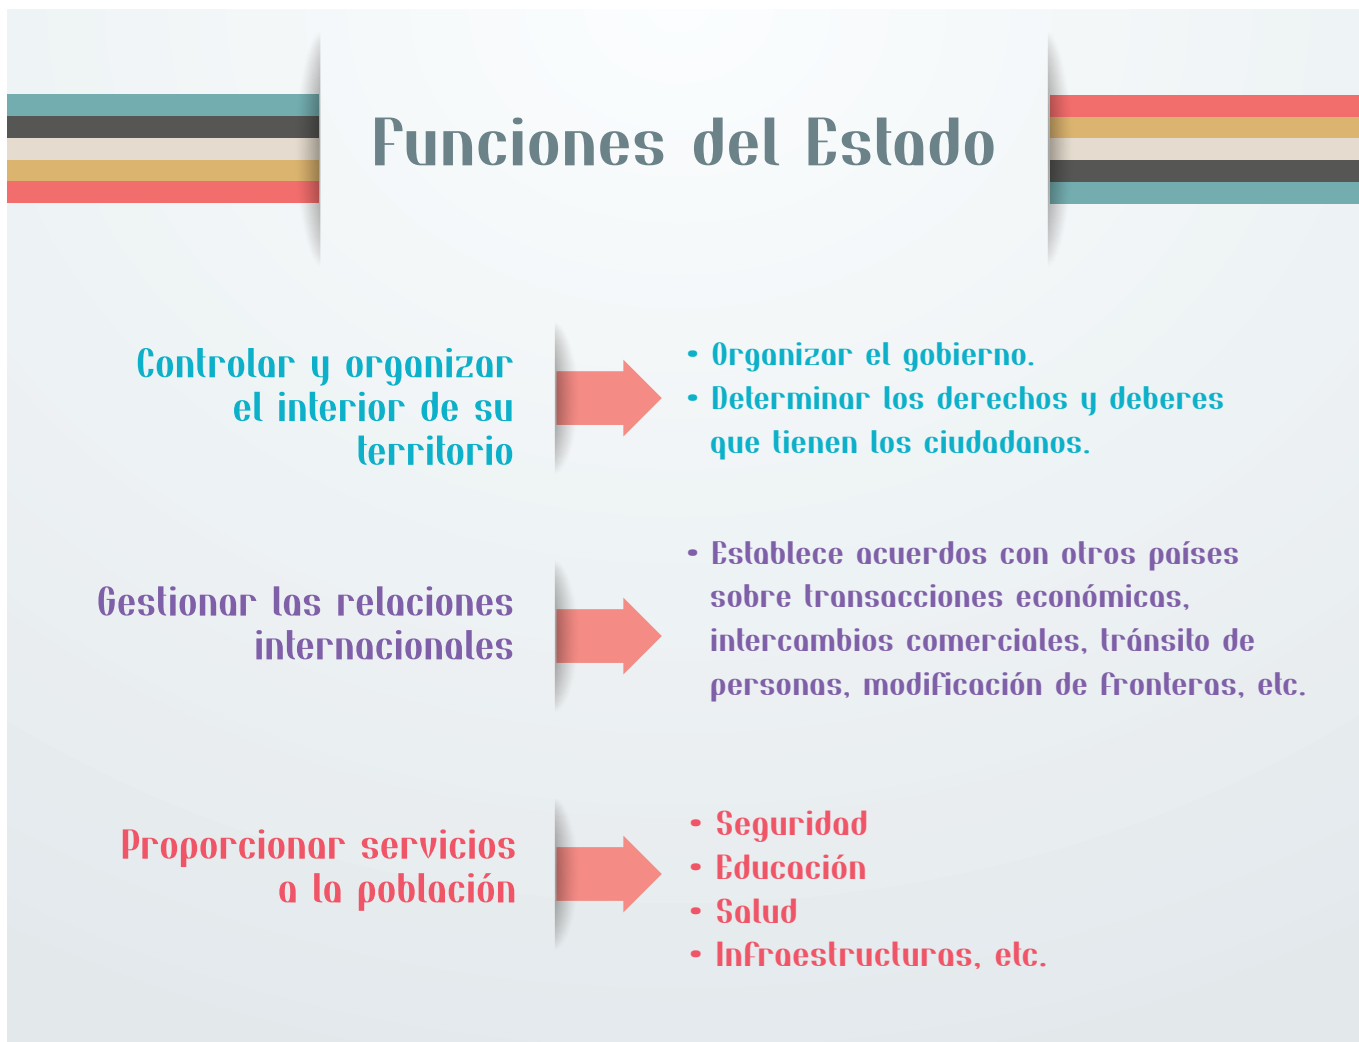 Funciones del Estado
Controlar y organizar
el interior de su
territorio
• Organizar el gobierno.
• Determinar los derechos y deberes
que tienen los ciudadanos.
Gestionar las relaciones
internacionales
• Establece acuerdos con otros países
sobre transacciones económicas,
intercambios comerciales, tránsito de
personas, modificación de fronteras, etc.
Proporcionar servicios
a la población
• Seguridad
• Educación
• Salud
• Infraestructuras, etc.